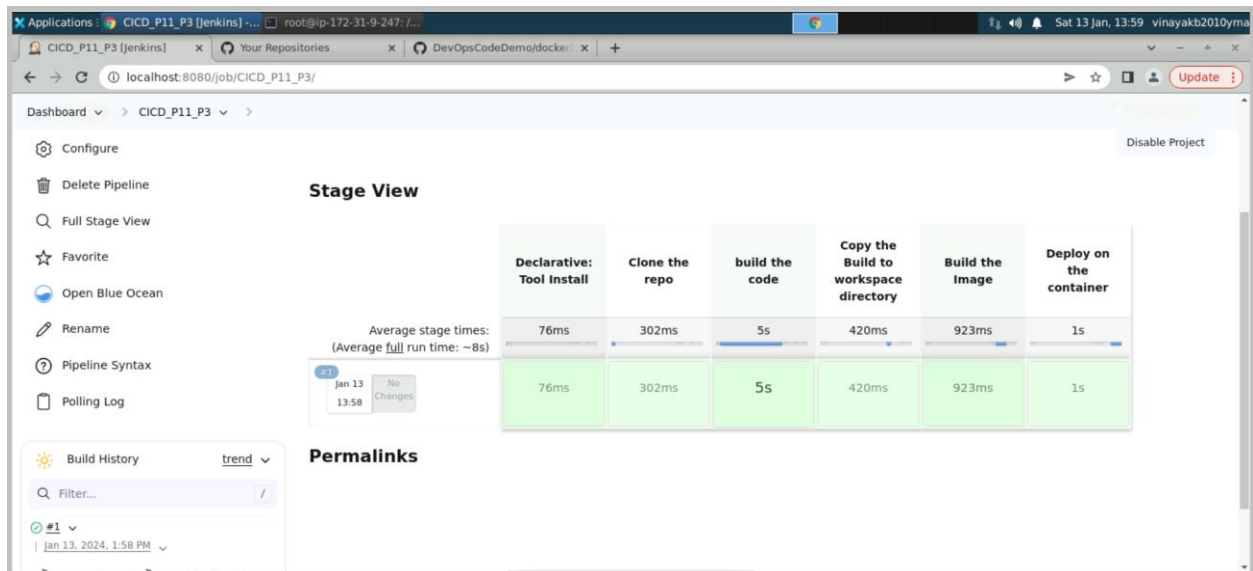 Applications : CICD_P11_P3 [Jenkins] -... root@ip-172-31-9-247: /... Sat 13 Jan, 13:59 vinayakb2010yma
CICD_P11_P3 [Jenkins] x Your Repositories x DevOpsCodeDemo/docker x +
localhost:8080/job/CICD_P11_P3/ Update
Dashboard > CICD_P11_P3 >
Disable Project
Configure
Delete Pipeline
Full Stage View
Favorite
Open Blue Ocean
Rename
Pipeline Syntax
Polling Log
Build History trend
Filter... /
#1
Jan 13, 2024, 1:58 PM
Stage View
Declarative:
Tool Install
Clone the
repo
build the
code
Copy the
Build to
workspace
directory
Build the
Image
Deploy on
the
container
Average stage times:
(Average full run time: ~8s)
76ms 302ms 5s 420ms 923ms 1s
#1
Jan 13
13:58
No
Changes
76ms 302ms 5s 420ms 923ms 1s
Permalinks